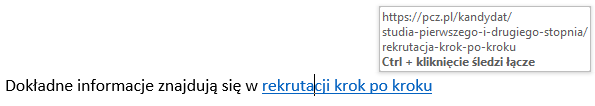 https://pcz.pl/kandydat/
studia-pierwszego-i-drugiego-stopnia/
rekrutacja-krok-po-kroku
Ctrl + kliknięcie śledzi łącze
Dokładne informacje znajdują się w rekrutacji krok po kroku